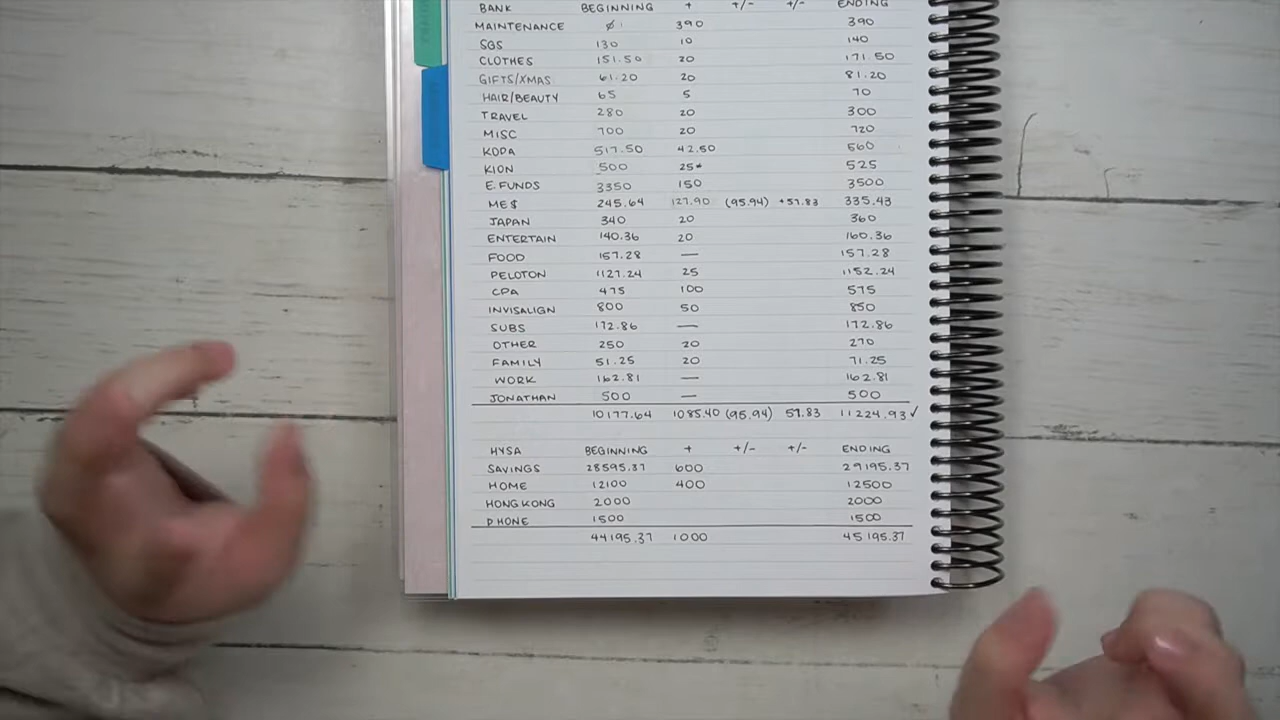 BANK BEGINNING + +/- +/- ENDING
MAINTENANCE Ø 390 390
SGS 130 10 140
CLOTHES 151.50 20 171.50
GIFTS/XMAS 61.20 20 81.20
HAIR/BEAUTY 65 5 70
TRAVEL 280 20 300
MISC 700 20 720
KODA 517.50 42.50 560
KION 500 25* 525
E.FUNDS 3350 150 3500
ME $ 245.64 127.90 (95.94) +57.83 335.43
JAPAN 340 20 360
ENTERTAIN 140.36 20 160.36
FOOD 157.28 — 157.28
PELOTON 1127.24 25 1152.24
CPA 475 100 575
INVISALIGN 800 50 850
SUBS 172.86 — 172.86
OTHER 250 20 270
FAMILY 51.25 20 71.25
WORK 162.81 — 162.81
JONATHAN 500 — 500
10177.64 1085.40 (95.94) 57.83 11224.93 ✓
HYSA BEGINNING + +/- +/- ENDING
SAVINGS 28595.37 600 29195.37
HOME 12100 400 12500
HONG KONG 2000 2000
PHONE 1500 1500
44195.37 1000 45195.37